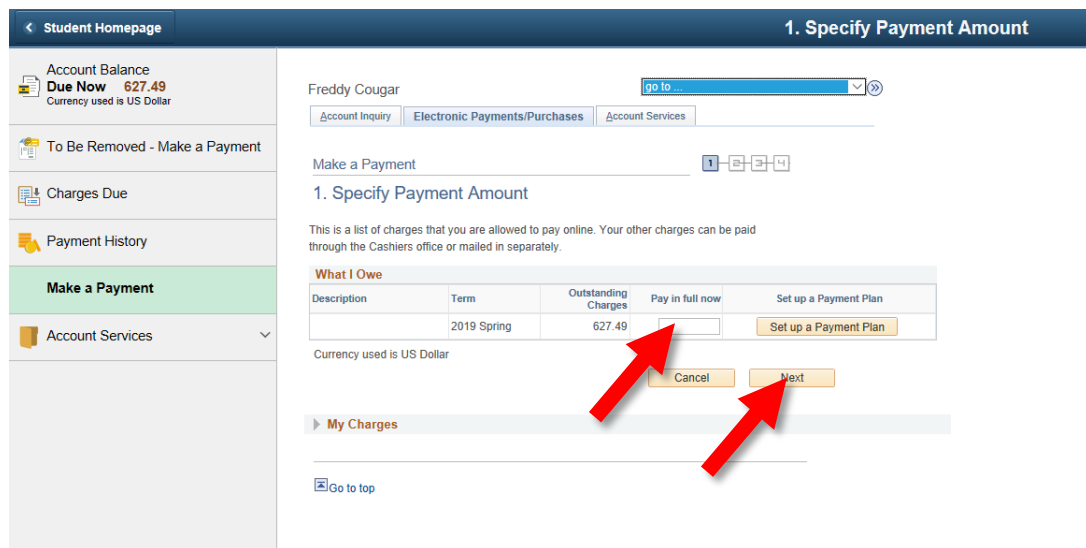 Student Homepage
1. Specify Payment Amount
Account Balance
Due Now 627.49
Currency used is US Dollar
To Be Removed - Make a Payment
Charges Due
Payment History
Make a Payment
Account Services
Freddy Cougar
go to ...
Account Inquiry Electronic Payments/Purchases Account Services
Make a Payment
1 2 3 4
1. Specify Payment Amount
This is a list of charges that you are allowed to pay online. Your other charges can be paid
through the Cashiers office or mailed in separately.
What I Owe
Description Term Outstanding Charges Pay in full now Set up a Payment Plan
2019 Spring 627.49 Set up a Payment Plan
Currency used is US Dollar
Cancel Next
My Charges
Go to top